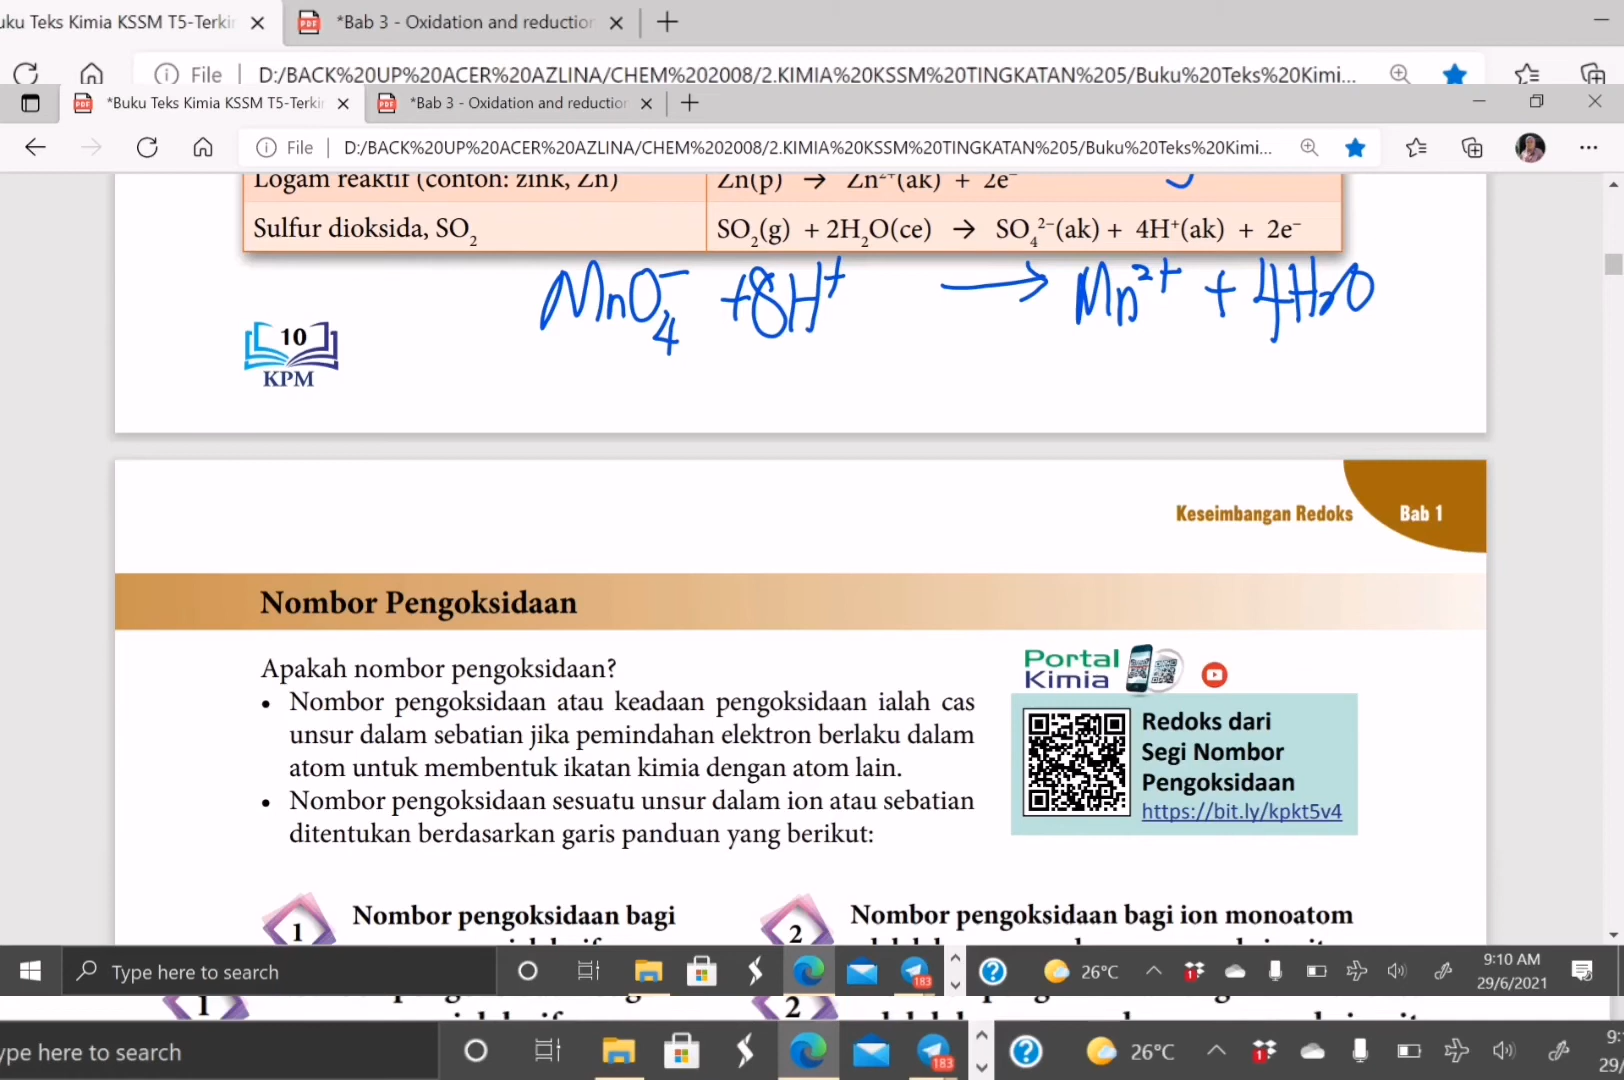 uku Teks Kimia KSSM T5-Terkin
*Bab 3 - Oxidation and reduction
File
D:/BACK%20UP%20ACER%20AZLINA/CHEM%202008/2.KIMIA%20KSSM%20TINGKATAN%205/Buku%20Teks%20Kimi...
*Buku Teks Kimia KSSM T5-Terkir
*Bab 3 - Oxidation and reduction
File
D:/BACK%20UP%20ACER%20AZLINA/CHEM%202008/2.KIMIA%20KSSM%20TINGKATAN%205/Buku%20Teks%20Kimi...
Logam reaktif (contoh: zink, Zn)
Zn(p) → Zn²⁺(ak) + 2e⁻
Sulfur dioksida, SO₂
SO₂(g) + 2H₂O(ce) → SO₄²⁻(ak) + 4H⁺(ak) + 2e⁻
MnO₄⁻ + 8H⁺ → Mn²⁺ + 4H₂O
10
KPM
Keseimbangan Redoks
Bab 1
Nombor Pengoksidaan
Apakah nombor pengoksidaan?
• Nombor pengoksidaan atau keadaan pengoksidaan ialah cas
unsur dalam sebatian jika pemindahan elektron berlaku dalam
atom untuk membentuk ikatan kimia dengan atom lain.
• Nombor pengoksidaan sesuatu unsur dalam ion atau sebatian
ditentukan berdasarkan garis panduan yang berikut:
Portal
Kimia
Redoks dari
Segi Nombor
Pengoksidaan
https://bit.ly/kpkt5v4
1
Nombor pengoksidaan bagi
2
Nombor pengoksidaan bagi ion monoatom
Type here to search
183
26°C
9:10 AM
29/6/2021
1
2
ype here to search
183
26°C
9:
29/